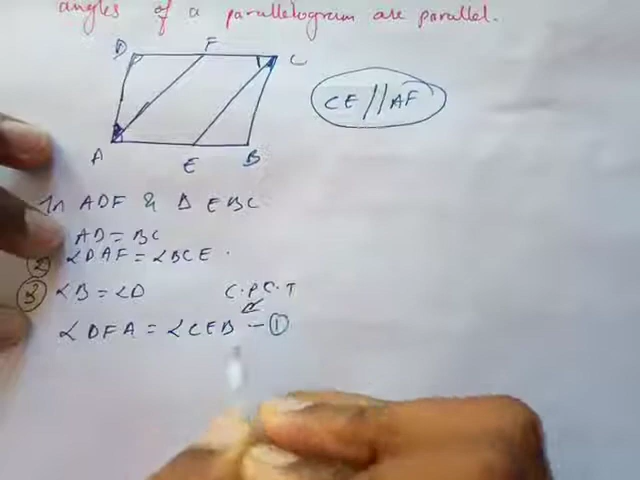 angles of a parallelogram are parallel.
D F C
CE//AF
A E B
In ADF & Δ EBC
AD = BC
② ∠DAF = ∠BCE .
③ ∠B = ∠D C.P.C.T
∠DFA = ∠CEB - ①